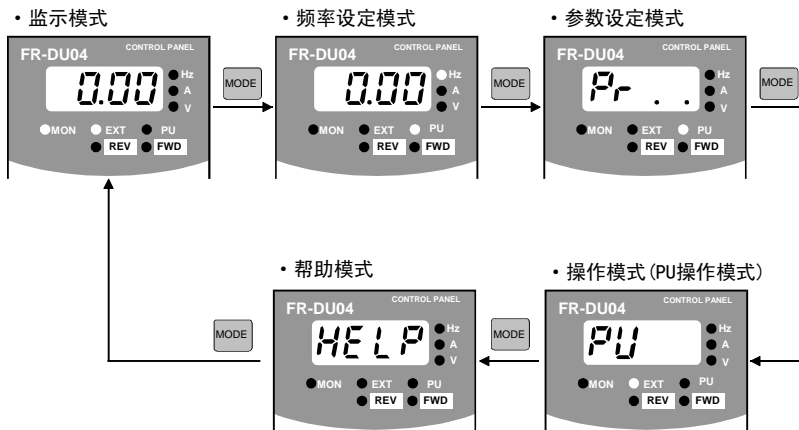 ・监示模式
FR-DU04
CONTROL PANEL
0.00
Hz
A
V
MON EXT PU
REV FWD
MODE
・频率设定模式
FR-DU04
CONTROL PANEL
0.00
Hz
A
V
MON EXT PU
REV FWD
MODE
・参数设定模式
FR-DU04
CONTROL PANEL
Pr . .
Hz
A
V
MON EXT PU
REV FWD
MODE
・操作模式(PU操作模式)
FR-DU04
CONTROL PANEL
PU
Hz
A
V
MON EXT PU
REV FWD
MODE
・帮助模式
FR-DU04
CONTROL PANEL
HELP
Hz
A
V
MON EXT PU
REV FWD
MODE